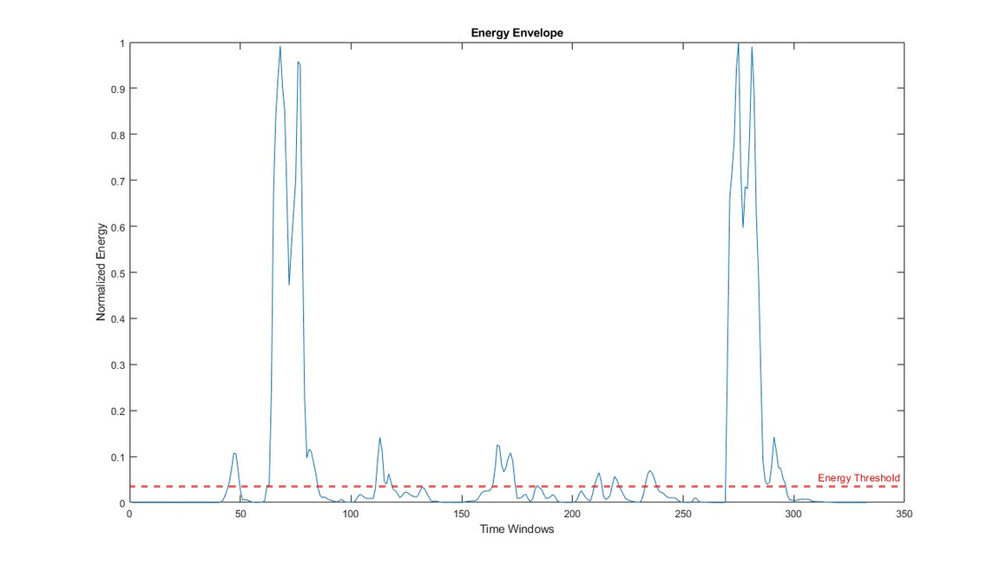 Energy Envelope
Normalized Energy
1
0.9
0.8
0.7
0.6
0.5
0.4
0.3
0.2
0.1
0
Energy Threshold
0 50 100 150 200 250 300 350
Time Windows